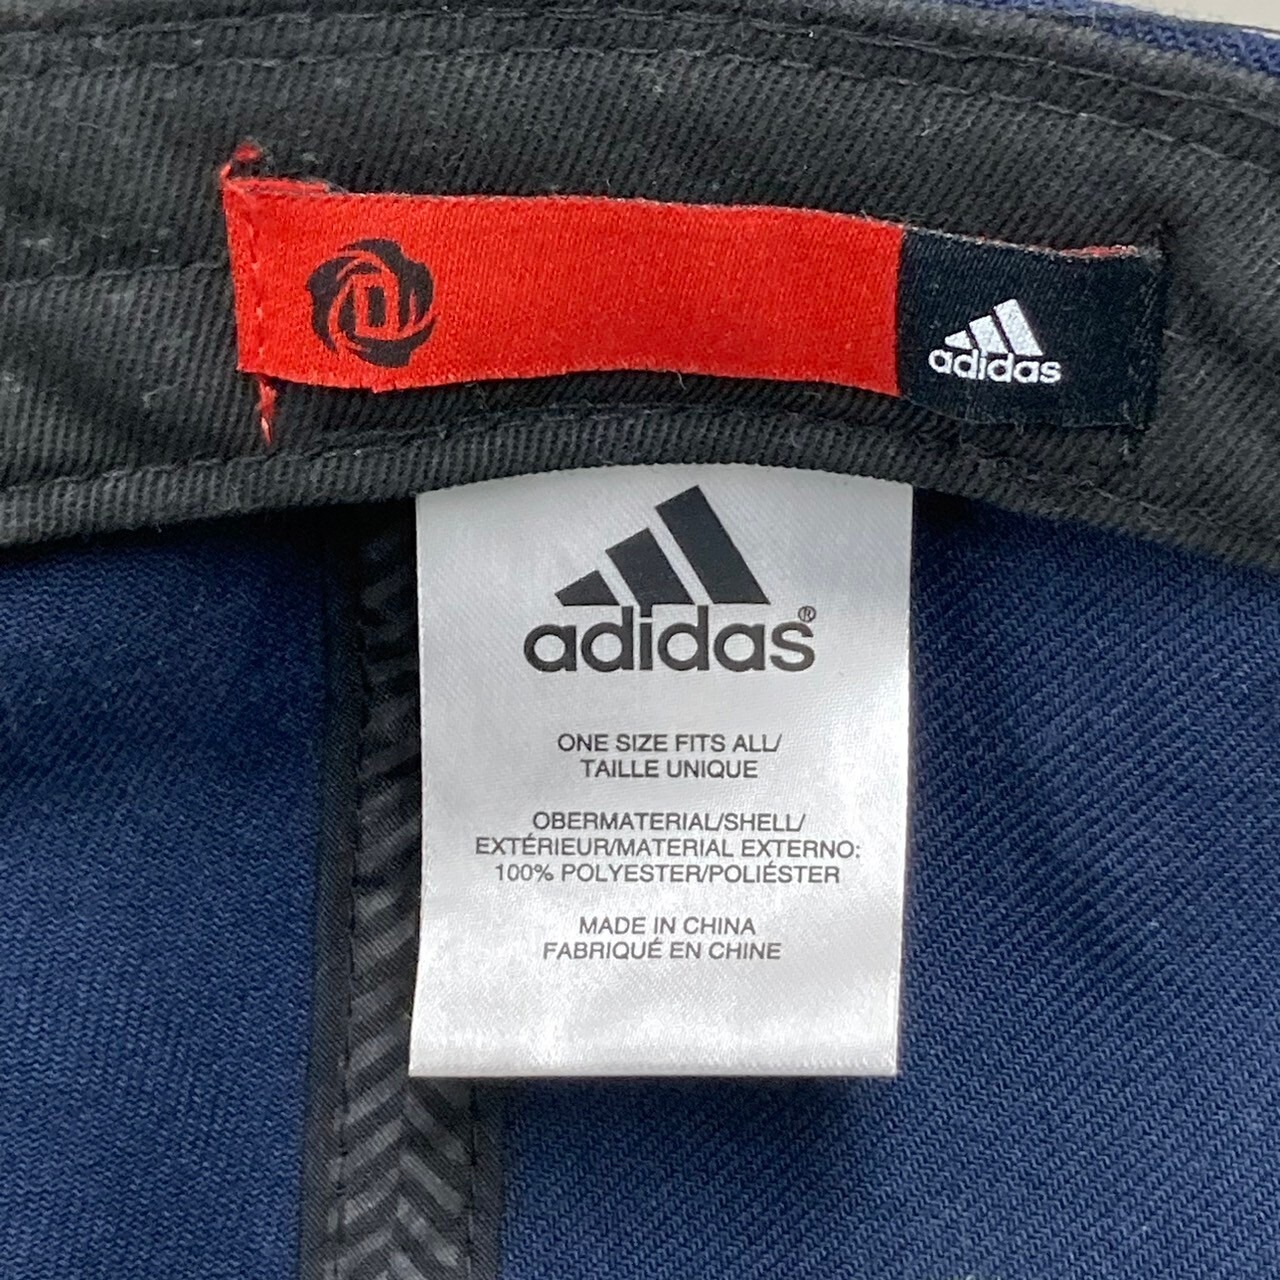 adidas
adidas®
ONE SIZE FITS ALL/
TAILLE UNIQUE
OBERMATERIAL/SHELL/
EXTÉRIEUR/MATERIAL EXTERNO:
100% POLYESTER/POLIÉSTER
MADE IN CHINA
FABRIQUÉ EN CHINE